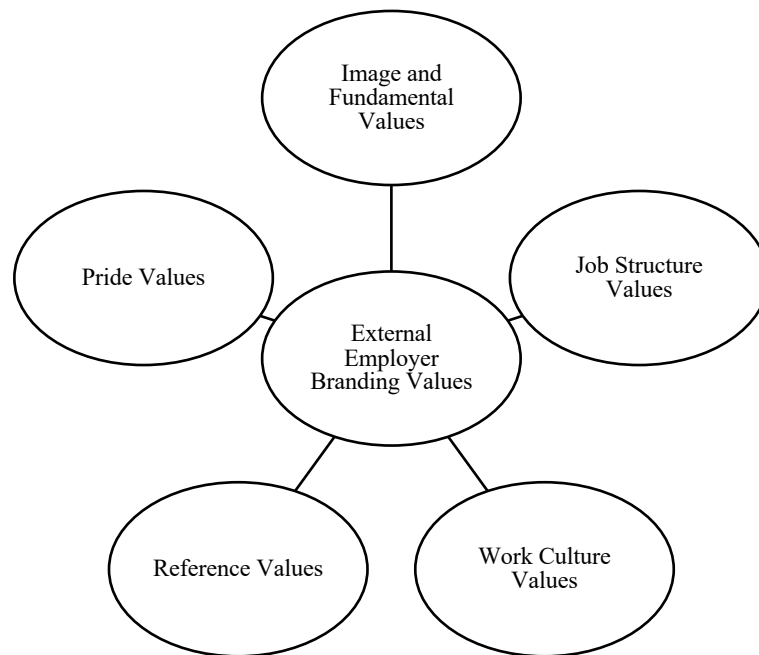 Image and
Fundamental
Values
Pride Values
Job Structure
Values
External
Employer
Branding Values
Reference Values
Work Culture
Values